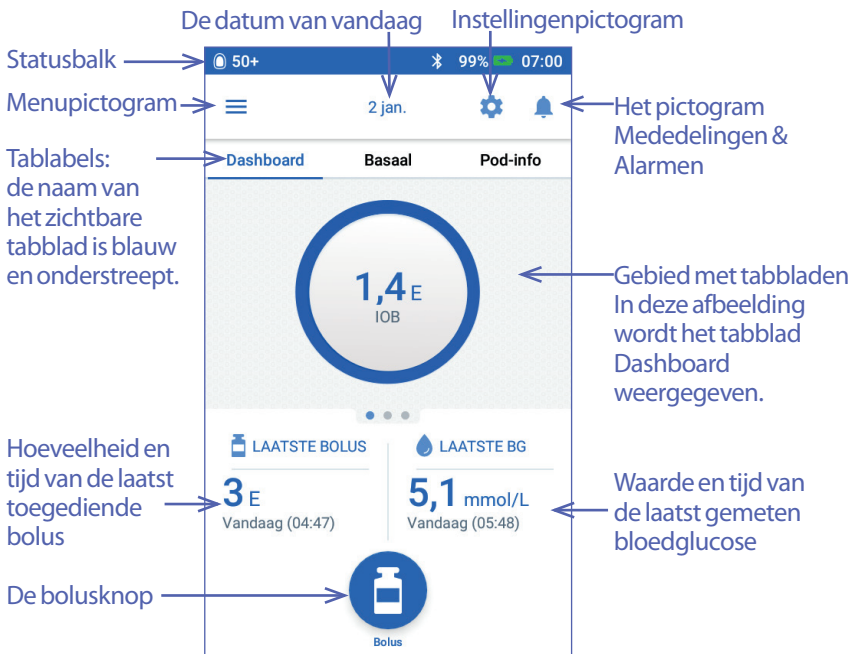 De datum van vandaag
Instellingenpictogram
Statusbalk
50+
99%
07:00
Menupictogram
2 jan.
Het pictogram
Mededelingen &
Alarmen
Tablabels:
de naam van
het zichtbare
tabblad is blauw
en onderstreept.
Dashboard
Basaal
Pod-info
1,4 E
IOB
Gebied met tabbladen
In deze afbeelding
wordt het tabblad
Dashboard
weergegeven.
Hoeveelheid en
tijd van de laatst
toegediende
bolus
LAATSTE BOLUS
3 E
Vandaag (04:47)
LAATSTE BG
5,1 mmol/L
Vandaag (05:48)
Waarde en tijd van
de laatst gemeten
bloedglucose
De bolusknop
Bolus